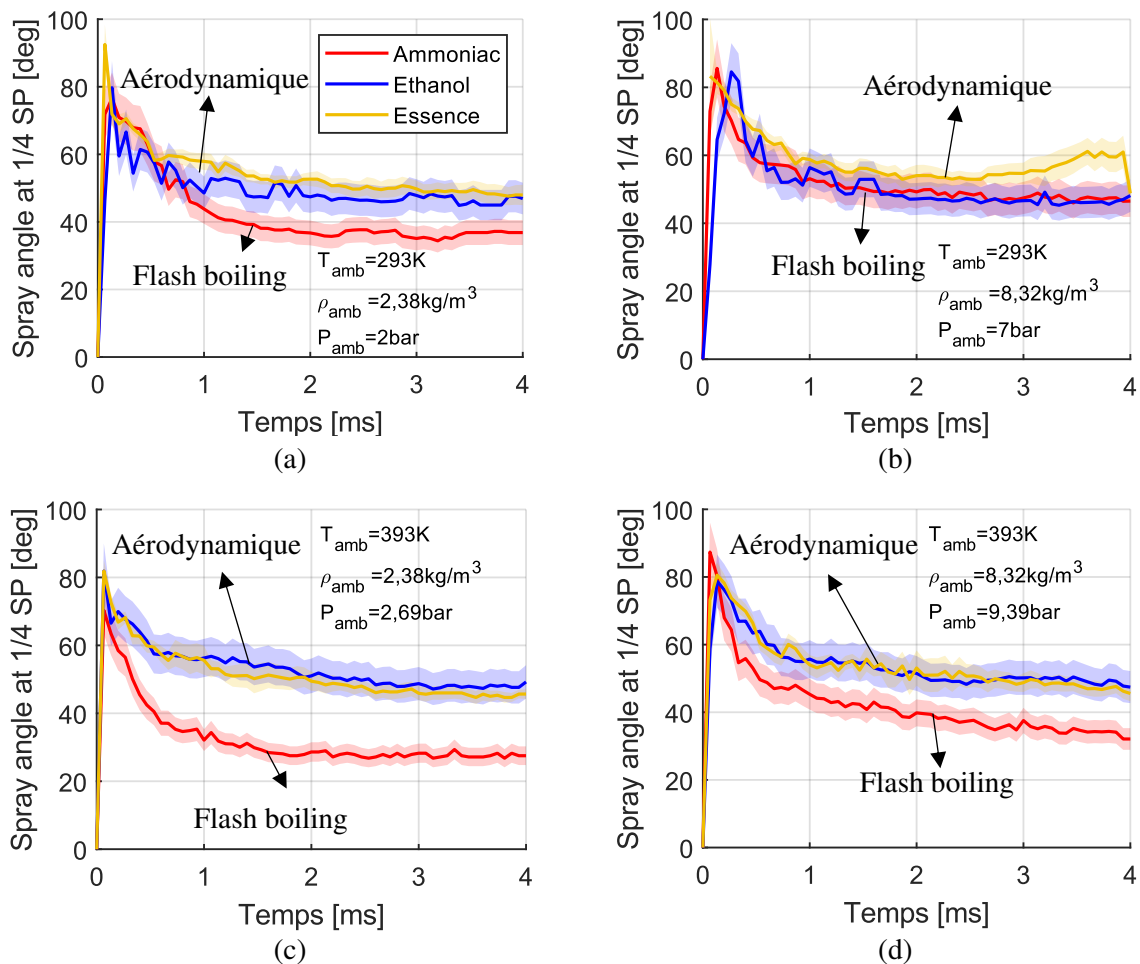 Spray angle at 1/4 SP [deg]
100
80
60
40
20
0
Aérodynamique
Ammoniac
Ethanol
Essence
Flash boiling
T_amb=293K
ρ_amb=2,38kg/m³
P_amb=2bar
0 1 2 3 4
Temps [ms]
(a)
Spray angle at 1/4 SP [deg]
100
80
60
40
20
0
Aérodynamique
Flash boiling
T_amb=293K
ρ_amb=8,32kg/m³
P_amb=7bar
0 1 2 3 4
Temps [ms]
(b)
Spray angle at 1/4 SP [deg]
100
80
60
40
20
0
Aérodynamique
T_amb=393K
ρ_amb=2,38kg/m³
P_amb=2,69bar
Flash boiling
0 1 2 3 4
Temps [ms]
(c)
Spray angle at 1/4 SP [deg]
100
80
60
40
20
0
Aérodynamique
T_amb=393K
ρ_amb=8,32kg/m³
P_amb=9,39bar
Flash boiling
0 1 2 3 4
Temps [ms]
(d)